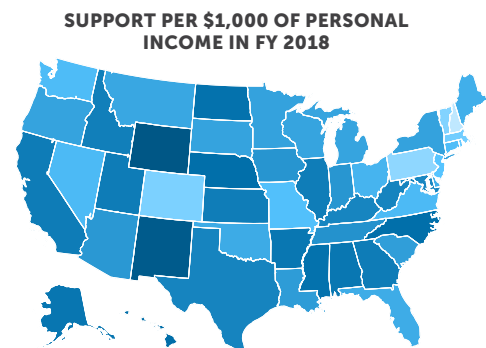 SUPPORT PER $1,000 OF PERSONAL
INCOME IN FY 2018